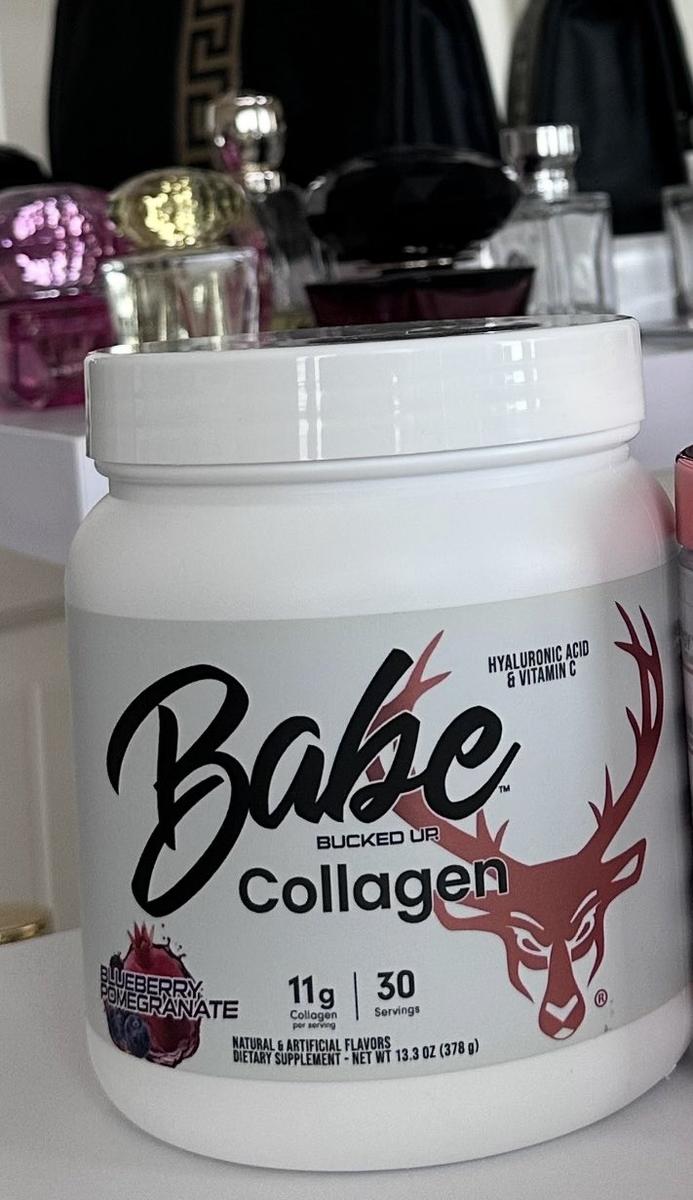 HYALURONIC ACID
& VITAMIN C
Babe™
BUCKED UP
Collagen
BLUEBERRY
POMEGRANATE
11g
Collagen
per serving
30
Servings
®
NATURAL & ARTIFICIAL FLAVORS
DIETARY SUPPLEMENT - NET WT 13.3 OZ (378 g)